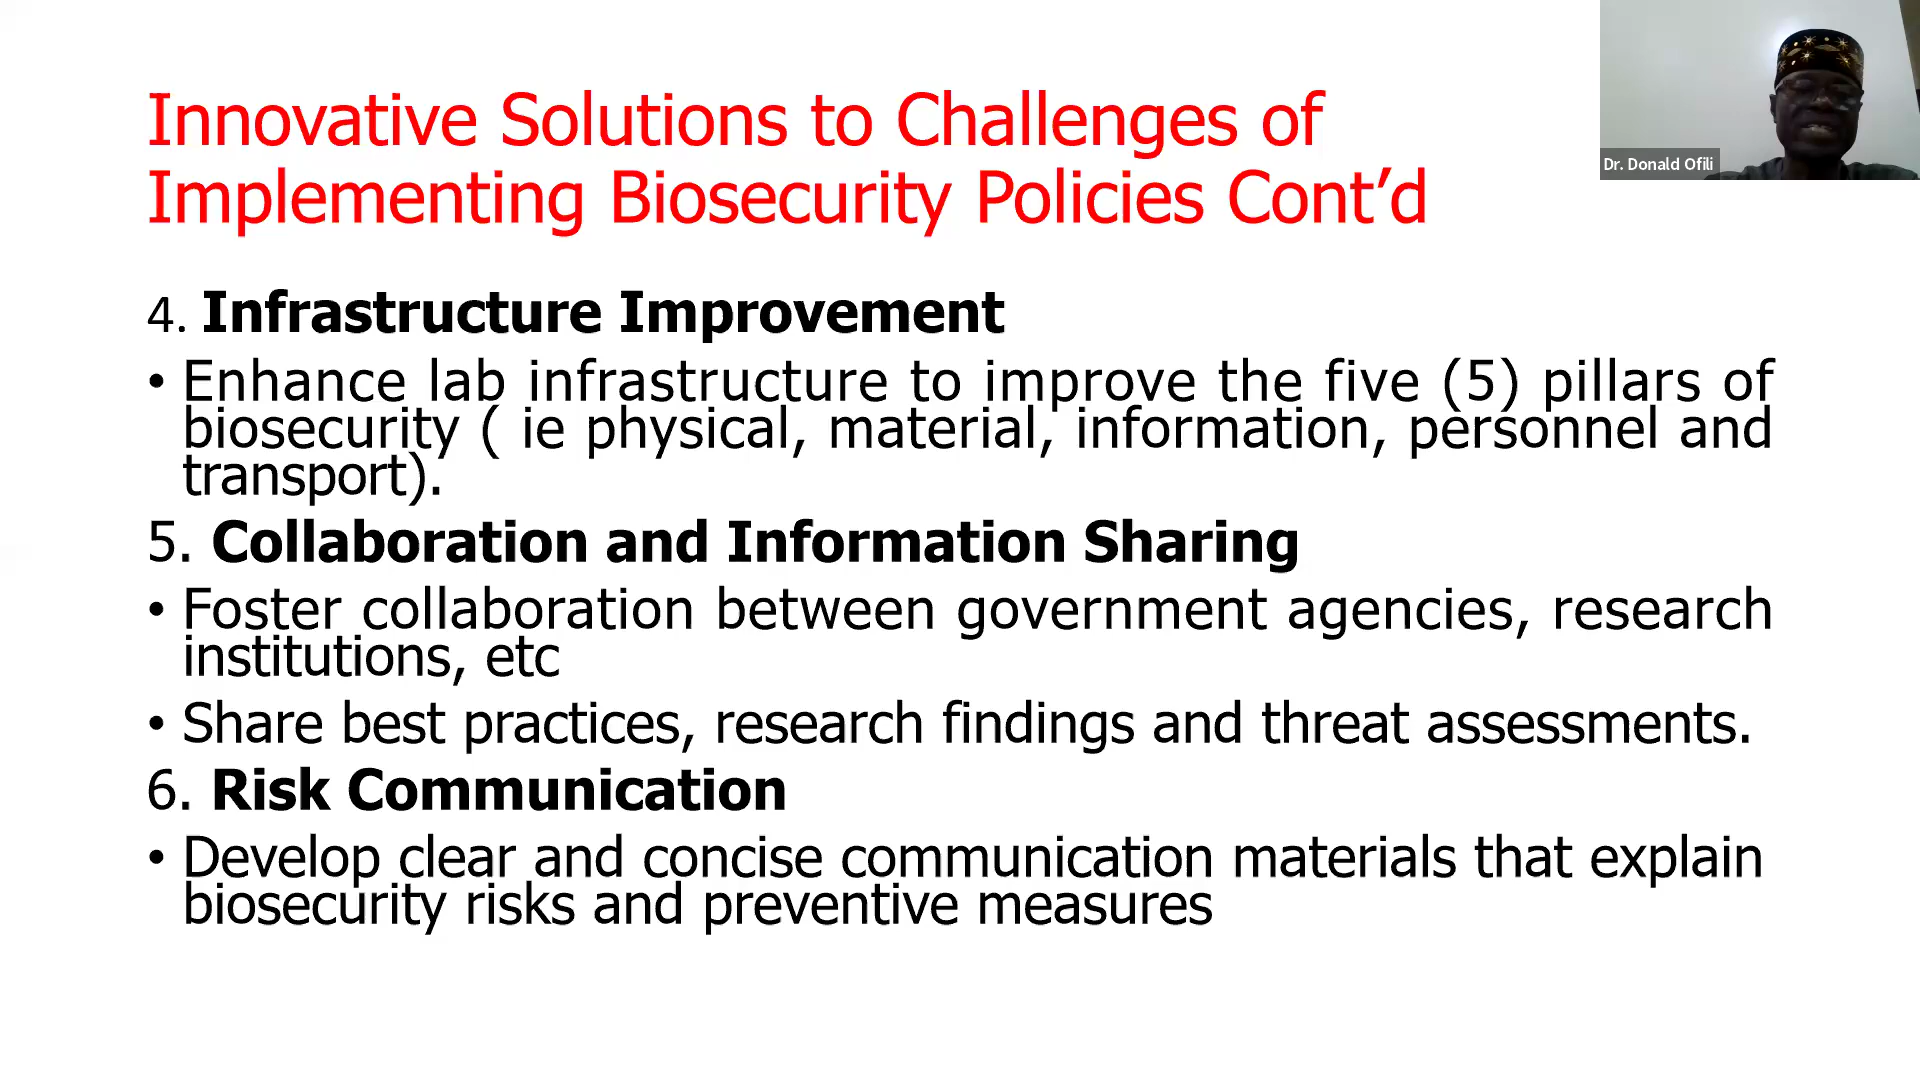 Innovative Solutions to Challenges of
Implementing Biosecurity Policies Cont’d
4. Infrastructure Improvement
• Enhance lab infrastructure to improve the five (5) pillars of
biosecurity ( ie physical, material, information, personnel and
transport).
5. Collaboration and Information Sharing
• Foster collaboration between government agencies, research
institutions, etc
• Share best practices, research findings and threat assessments.
6. Risk Communication
• Develop clear and concise communication materials that explain
biosecurity risks and preventive measures
Dr. Donald Ofili